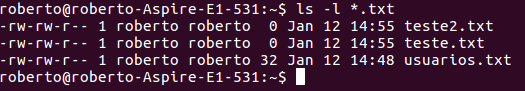 roberto@roberto-Aspire-E1-531:~$ ls -l *.txt
-rw-rw-r-- 1 roberto roberto  0 Jan 12 14:55 teste2.txt
-rw-rw-r-- 1 roberto roberto  0 Jan 12 14:55 teste.txt
-rw-rw-r-- 1 roberto roberto 32 Jan 12 14:48 usuarios.txt
roberto@roberto-Aspire-E1-531:~$